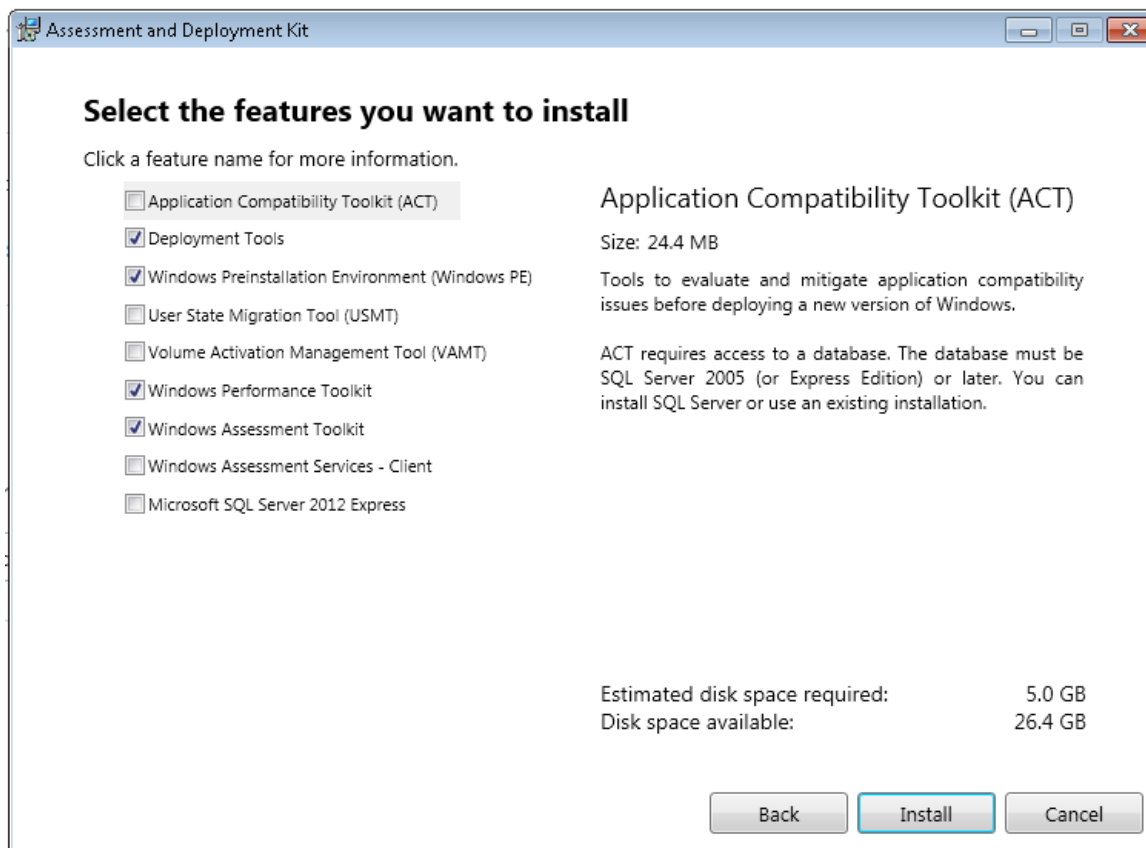 Assessment and Deployment Kit
Select the features you want to install
Click a feature name for more information.
Application Compatibility Toolkit (ACT)
Deployment Tools
Windows Preinstallation Environment (Windows PE)
User State Migration Tool (USMT)
Volume Activation Management Tool (VAMT)
Windows Performance Toolkit
Windows Assessment Toolkit
Windows Assessment Services - Client
Microsoft SQL Server 2012 Express
Application Compatibility Toolkit (ACT)
Size: 24.4 MB
Tools to evaluate and mitigate application compatibility
issues before deploying a new version of Windows.
ACT requires access to a database. The database must be
SQL Server 2005 (or Express Edition) or later. You can
install SQL Server or use an existing installation.
Estimated disk space required: 5.0 GB
Disk space available: 26.4 GB
Back Install Cancel